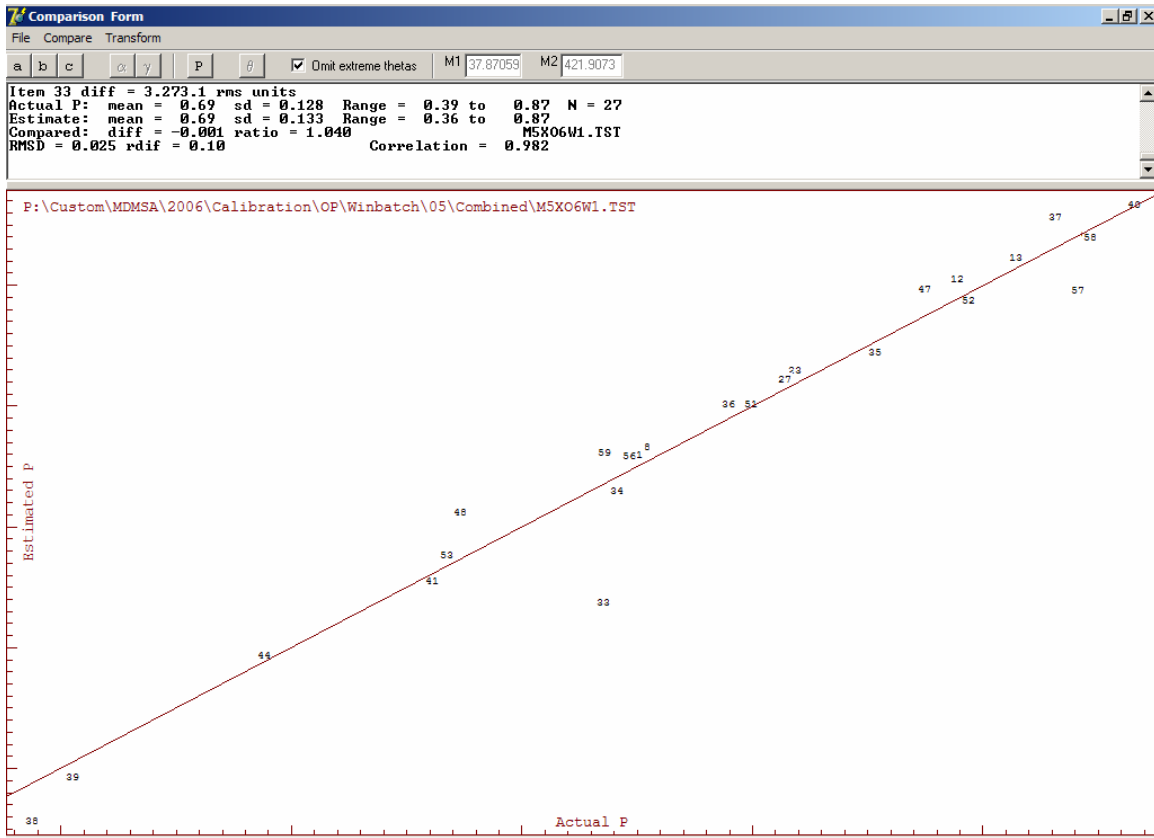 Comparison Form
File Compare Transform
a b c α γ P θ Omit extreme thetas M1 37.87059 M2 421.9073
Item 33 diff = 3.273.1 rms units
Actual P: mean = 0.69 sd = 0.128 Range = 0.39 to 0.87 N = 27
Estimate: mean = 0.69 sd = 0.133 Range = 0.36 to 0.87
Compared: diff = -0.001 ratio = 1.040 M5XO6W1.TST
RMSD = 0.025 rdif = 0.10 Correlation = 0.982
P:\Custom\MDMSA\2006\Calibration\OP\Winbatch\05\Combined\M5XO6W1.TST
37
58
13
12
47
57
52
35
23
27
36 51
8
59
56 1
34
48
53
41
33
44
39
38
Estimated P
Actual P